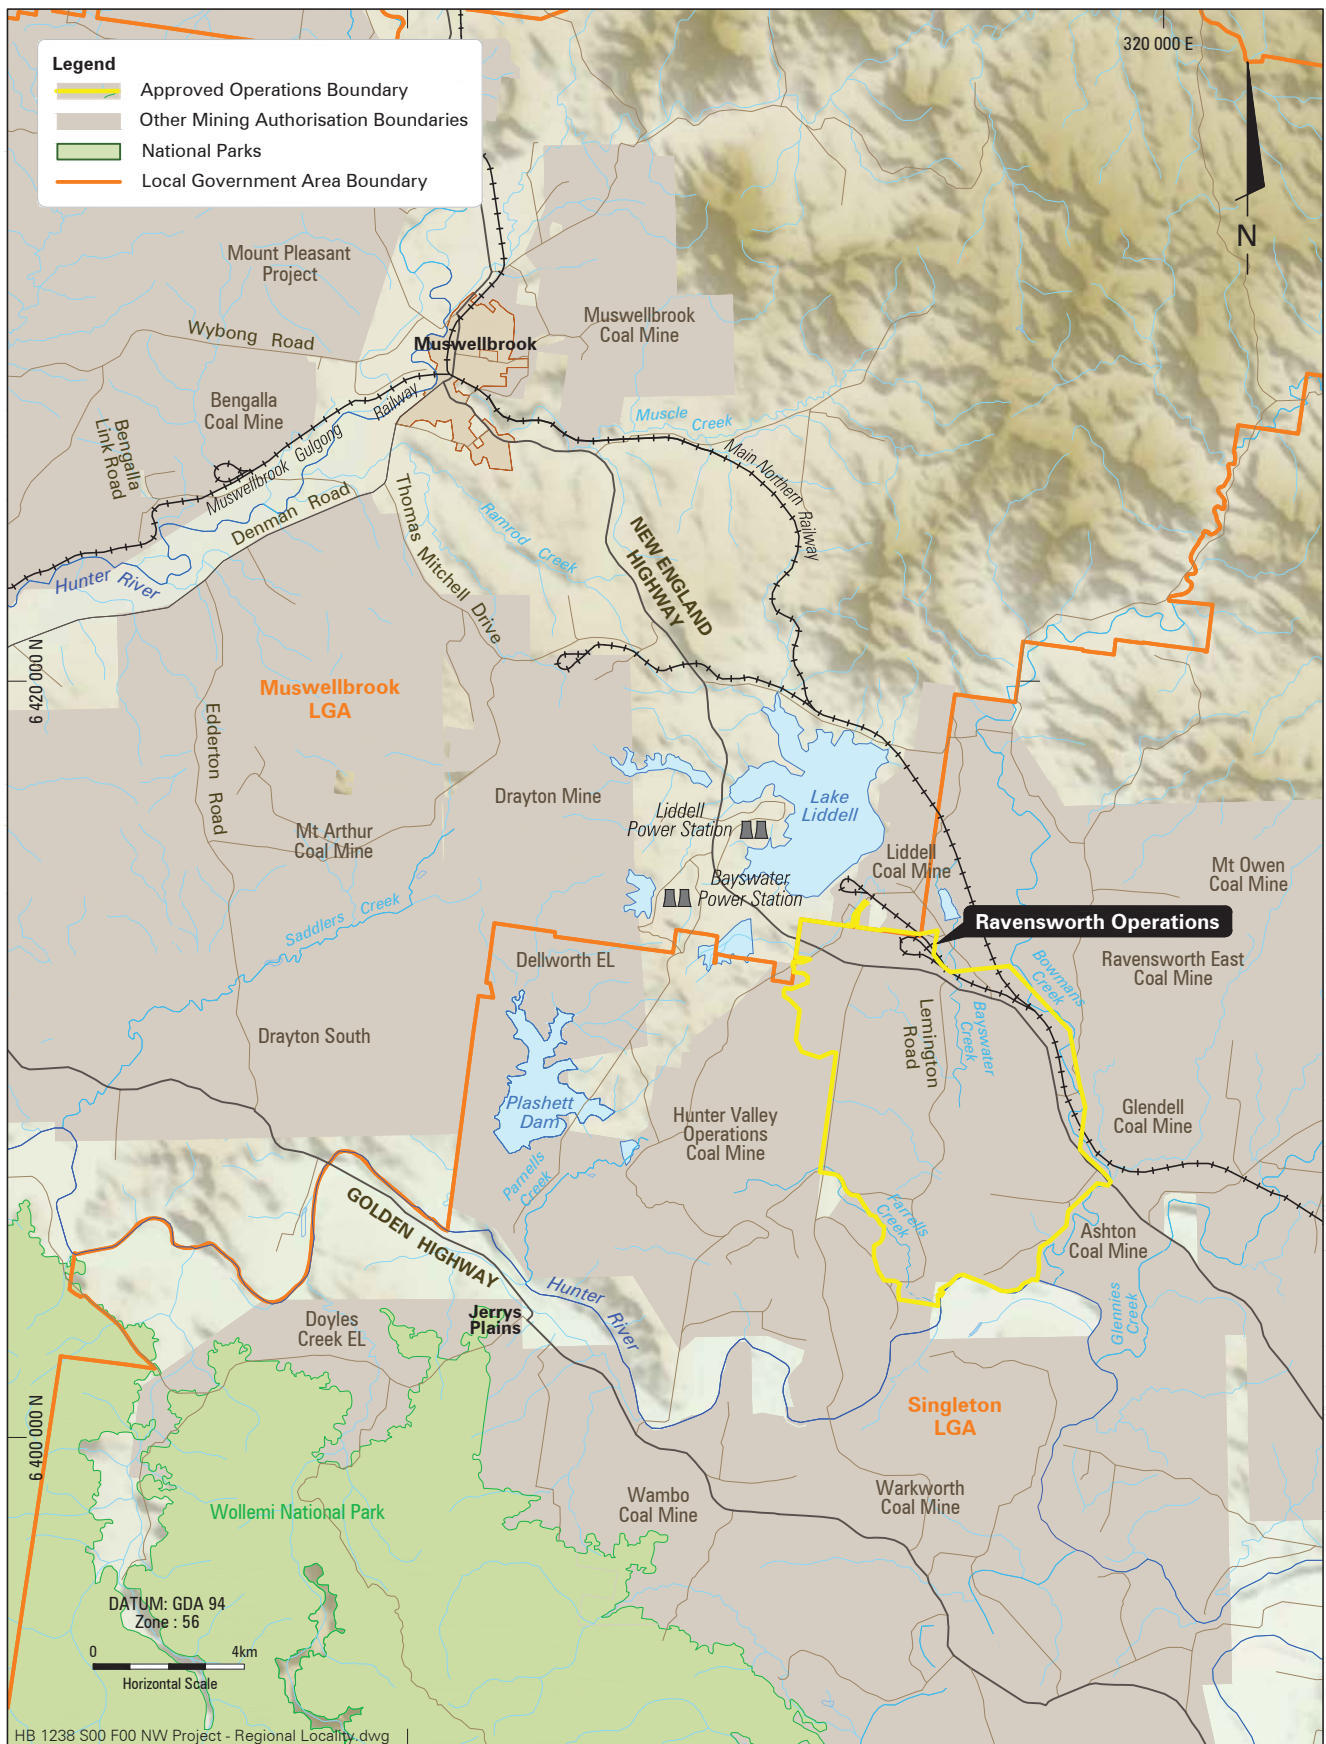 320 000 E
Legend
Approved Operations Boundary
Other Mining Authorisation Boundaries
National Parks
Local Government Area Boundary
N
Mount Pleasant
Project
Muswellbrook
Coal Mine
Wybong Road
Muswellbrook
Bengalla
Coal Mine
Railway
Muscle Creek
Bengalla
Link Road
Muswellbrook Gulgong
Main Northern
Railway
Denman Road
Thomas Mitchell Drive
Ramrod Creek
NEW ENGLAND
HIGHWAY
Hunter River
6 420 000 N
Muswellbrook
LGA
Edderton Road
Drayton Mine
Lake
Liddell
Liddell
Power Station
Mt Arthur
Coal Mine
Liddell
Coal Mine
Mt Owen
Coal Mine
Bayswater
Power Station
Saddlers Creek
Ravensworth Operations
Dellworth EL
Bowmans
Creek
Ravensworth East
Coal Mine
Lemington
Road
Bayswater
Creek
Drayton South
Plashett
Dam
Hunter Valley
Operations
Coal Mine
Glendell
Coal Mine
Parnells
Creek
Farrells
Creek
GOLDEN HIGHWAY
Ashton
Coal Mine
Hunter
River
Glennies
Creek
Jerrys
Plains
Doyles
Creek EL
Singleton
LGA
6 400 000 N
Wollemi National Park
Wambo
Coal Mine
Warkworth
Coal Mine
DATUM: GDA 94
Zone : 56
0 4km
Horizontal Scale
HB 1238 S00 F00 NW Project - Regional Locality.dwg